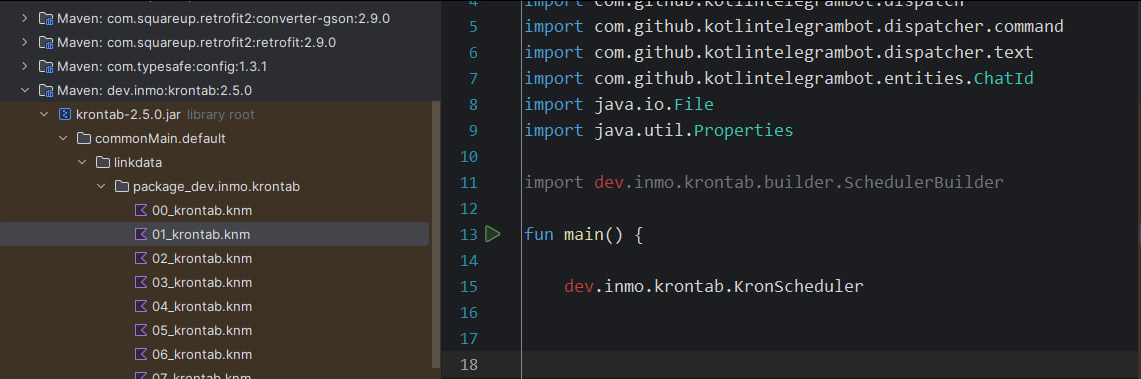 Maven: com.squareup.retrofit2:converter-gson:2.9.0
Maven: com.squareup.retrofit2:retrofit:2.9.0
Maven: com.typesafe:config:1.3.1
Maven: dev.inmo:krontab:2.5.0
krontab-2.5.0.jar library root
commonMain.default
linkdata
package_dev.inmo.krontab
00_krontab.knm
01_krontab.knm
02_krontab.knm
03_krontab.knm
04_krontab.knm
05_krontab.knm
06_krontab.knm
07_krontab.knm
4 import com.github.kotlintelegrambot.dispatch
5 import com.github.kotlintelegrambot.dispatcher.command
6 import com.github.kotlintelegrambot.dispatcher.text
7 import com.github.kotlintelegrambot.entities.ChatId
8 import java.io.File
9 import java.util.Properties
10
11 import dev.inmo.krontab.builder.SchedulerBuilder
12
13 fun main() {
14
15 dev.inmo.krontab.KronScheduler
16
17
18